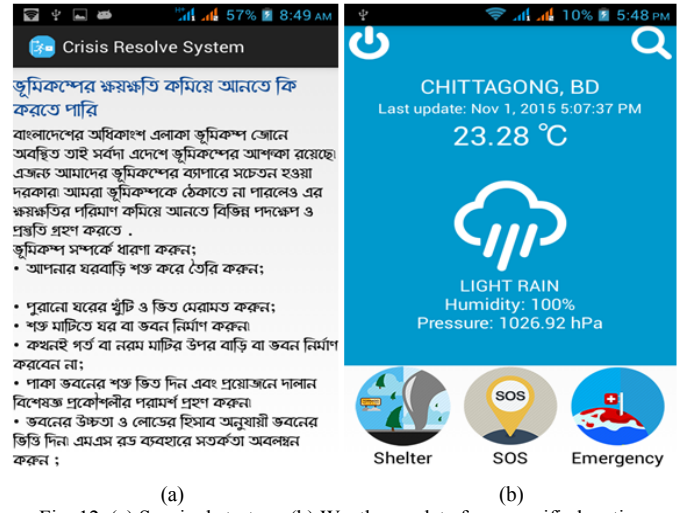 57% 8:49 AM
Crisis Resolve System
ভূমিকম্পের ক্ষয়ক্ষতি কমিয়ে আনতে কি
করতে পারি
বাংলাদেশের অধিকাংশ এলাকা ভূমিকম্প জোনে
অবস্থিত তাই সর্বদা এদেশে ভূমিকম্পের আশঙ্কা রয়েছে।
এজন্য আমাদের ভূমিকম্পের ব্যাপারে সচেতন হওয়া
দরকার। আমরা ভূমিকম্পকে ঠেকাতে না পারলেও এর
ক্ষয়ক্ষতির পরিমাণ কমিয়ে আনতে বিভিন্ন পদক্ষেপ ও
প্রস্তুতি গ্রহণ করতে .
ভূমিকম্প সম্পর্কে ধারণা করুন;
• আপনার ঘরবাড়ি শক্ত করে তৈরি করুন;
• পুরানো ঘরের খুঁটি ও ভিত মেরামত করুন;
• শক্ত মাটিতে ঘর বা ভবন নির্মাণ করুন।
• কখনই গর্ত বা নরম মাটির উপর বাড়ি বা ভবন নির্মাণ
করবেন না;
• পাকা ভবনের শক্ত ভিত দিন এবং প্রয়োজনে দালান
বিশেষজ্ঞ প্রকৌশলীর পরামর্শ গ্রহণ করুন।
• ভবনের উচ্চতা ও লোডের হিসাব অনুযায়ী ভবনের
ভিত্তি দিন। এমএস রড ব্যবহারে সতর্কতা অবলম্বন
করুন ;
(a)
10% 5:48 PM
CHITTAGONG, BD
Last update: Nov 1, 2015 5:07:37 PM
23.28 °C
LIGHT RAIN
Humidity: 100%
Pressure: 1026.92 hPa
SOS
Shelter SOS Emergency
(b)